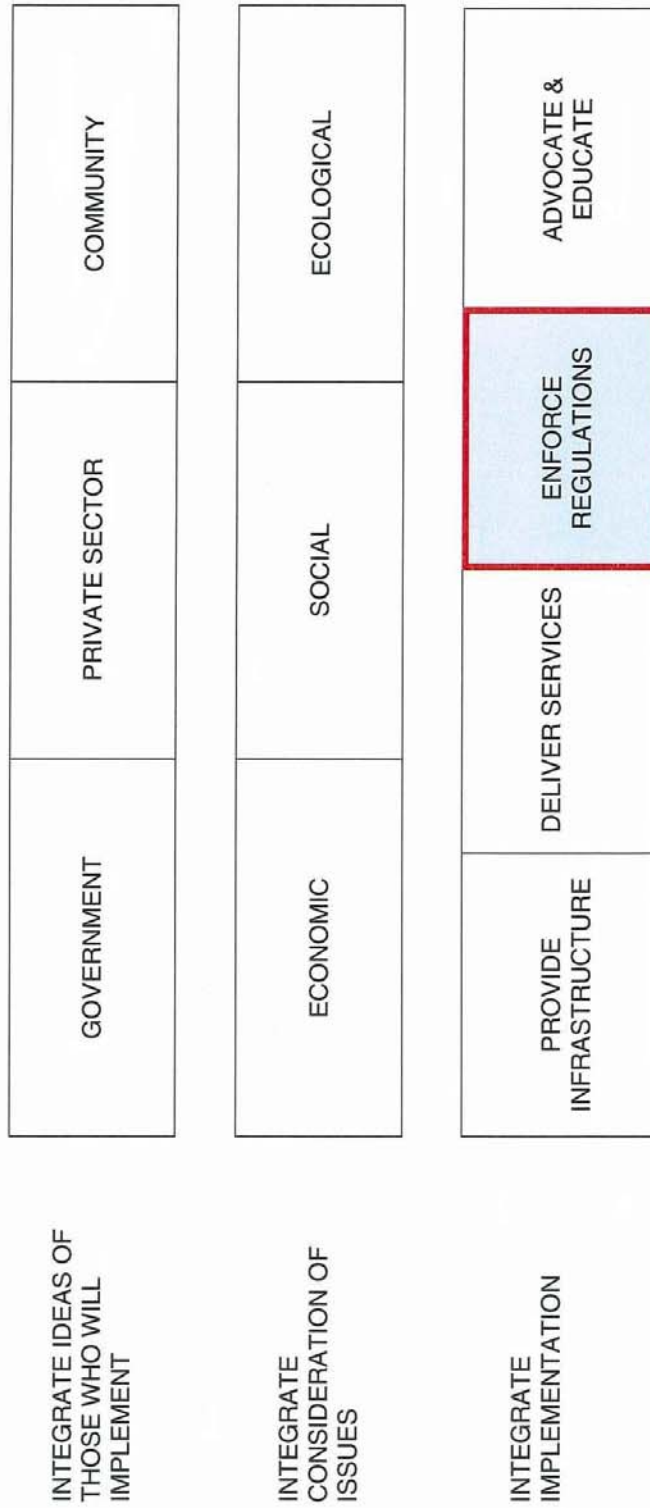 INTEGRATE IDEAS OF
THOSE WHO WILL
IMPLEMENT
GOVERNMENT
PRIVATE SECTOR
COMMUNITY
INTEGRATE
CONSIDERATION OF
ISSUES
ECONOMIC
SOCIAL
ECOLOGICAL
INTEGRATE
IMPLEMENTATION
PROVIDE
INFRASTRUCTURE
DELIVER SERVICES
ENFORCE
REGULATIONS
ADVOCATE &
EDUCATE